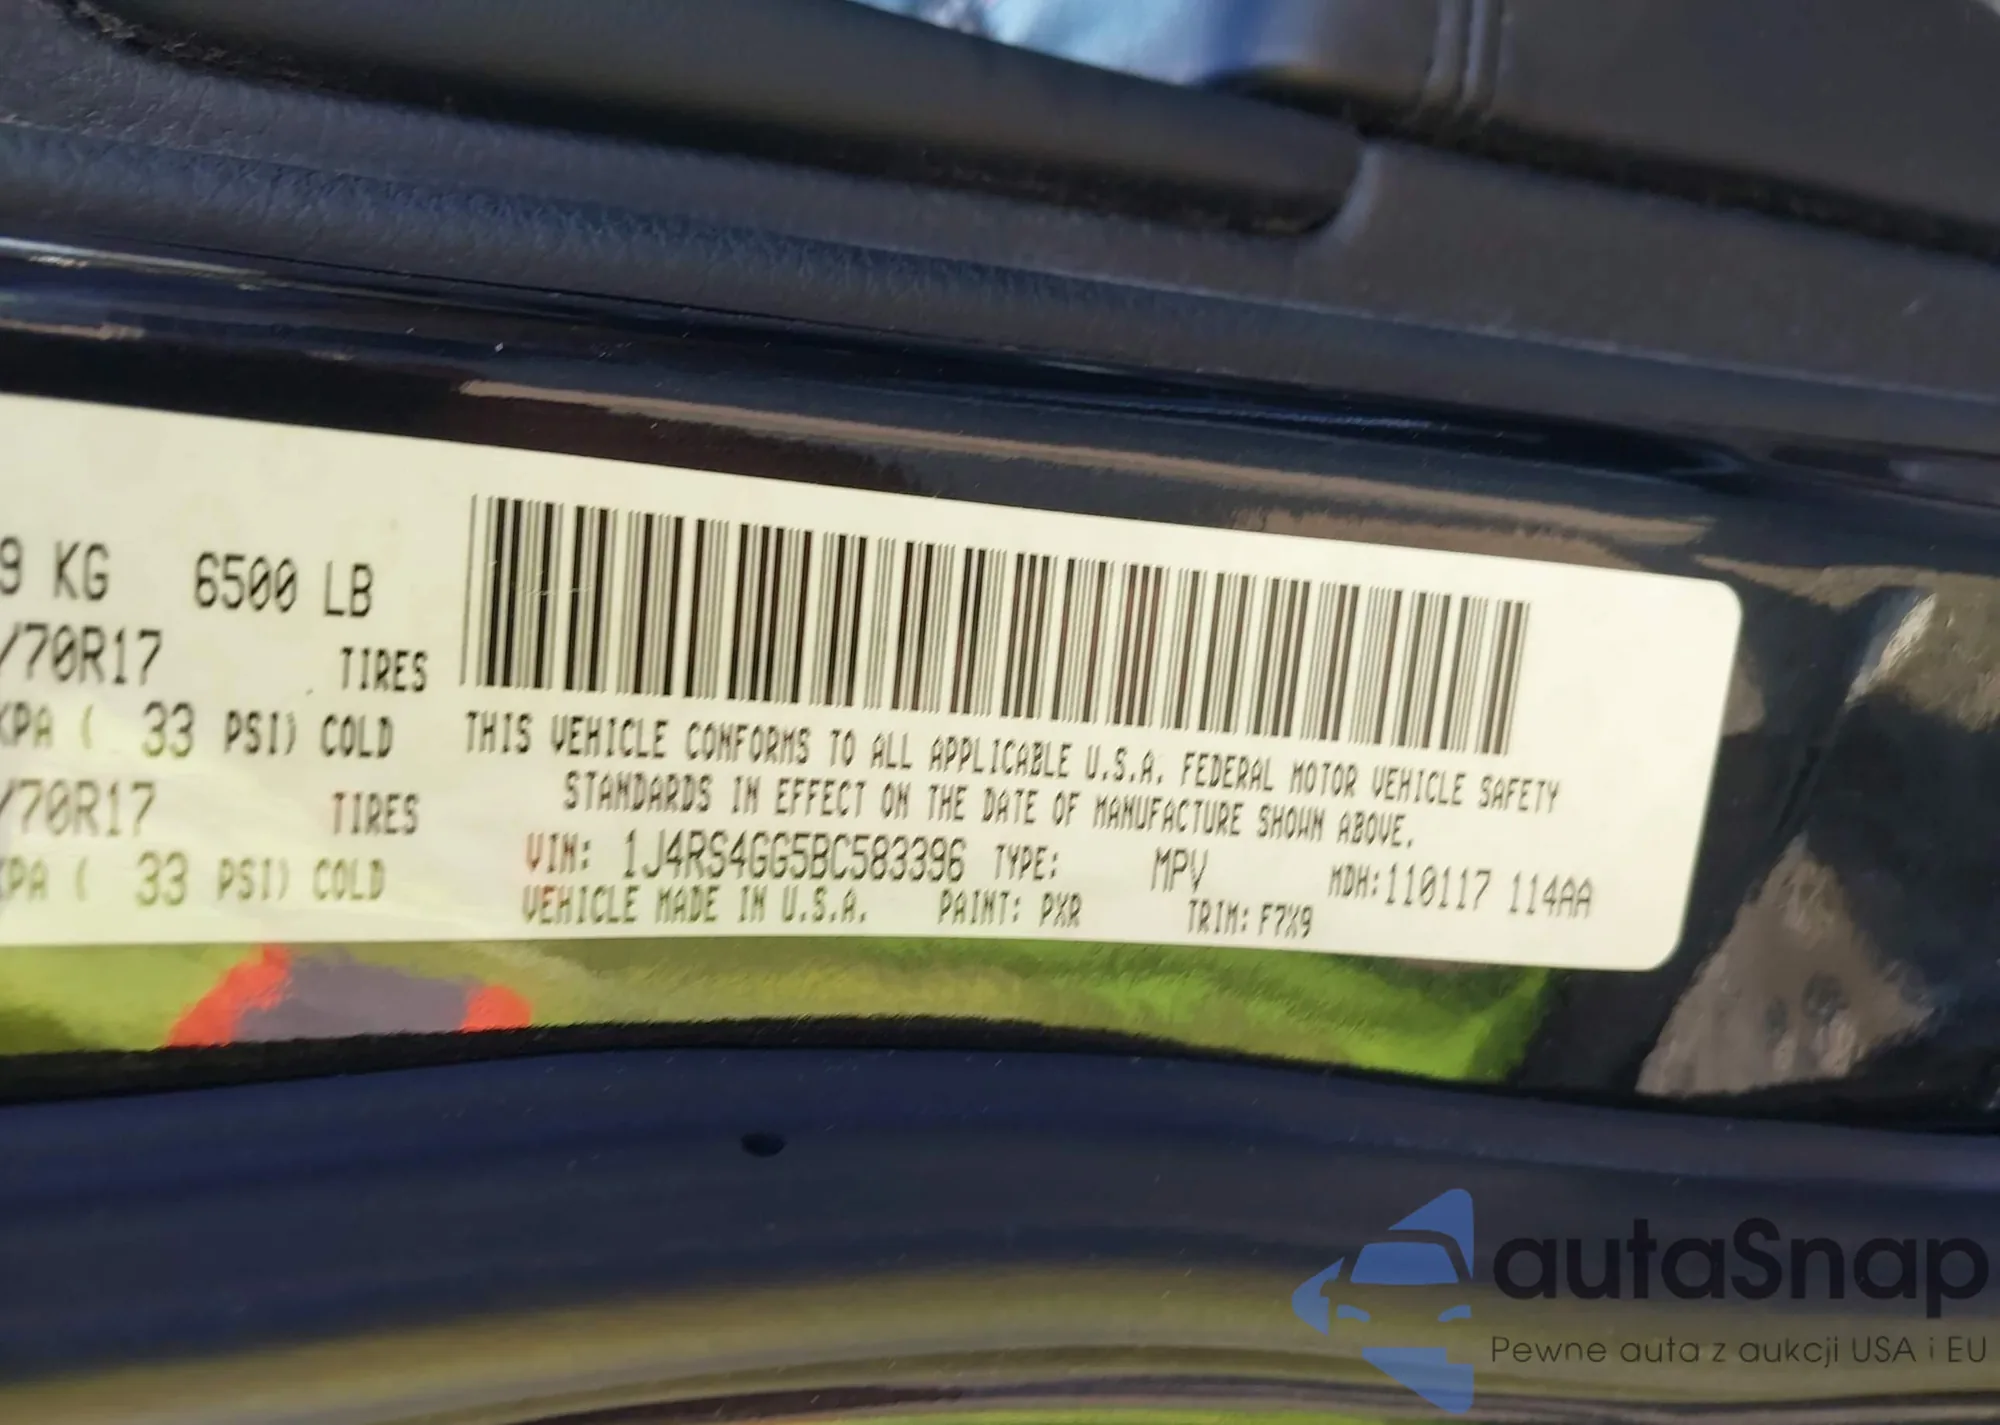 9 KG 6500 LB
/70R17 TIRES
KPA ( 33 PSI) COLD
/70R17 TIRES
KPA ( 33 PSI) COLD
THIS VEHICLE CONFORMS TO ALL APPLICABLE U.S.A. FEDERAL MOTOR VEHICLE SAFETY
STANDARDS IN EFFECT ON THE DATE OF MANUFACTURE SHOWN ABOVE.
VIN: 1J4RS4GG5BC583396 TYPE: MPV MDH: 110117 114AA
VEHICLE MADE IN U.S.A. PAINT: PXR TRIM: F7X9
autaSnap
Pewne auta z aukcji USA i EU